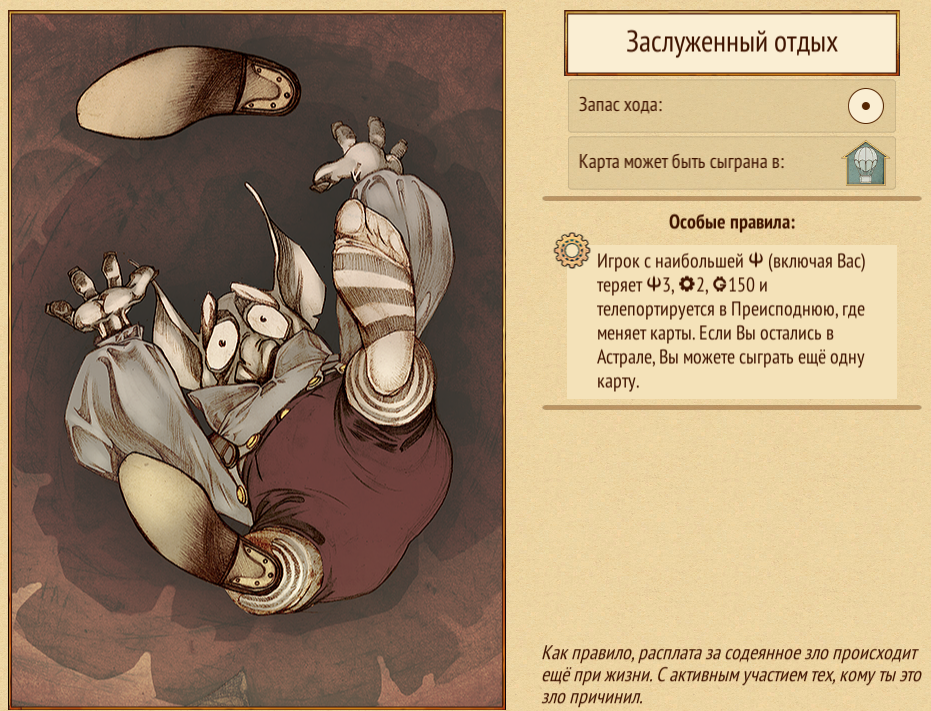 Заслуженный отдых
Запас хода:
Карта может быть сыграна в:
Особые правила:
Игрок с наибольшей (включая Вас)
теряет 3, 2, 150 и
телепортируется в Преисподнюю, где
меняет карты. Если Вы остались в
Астрале, Вы можете сыграть ещё одну
карту.
Как правило, расплата за содеянное зло происходит
ещё при жизни. С активным участием тех, кому ты это
зло причинил.